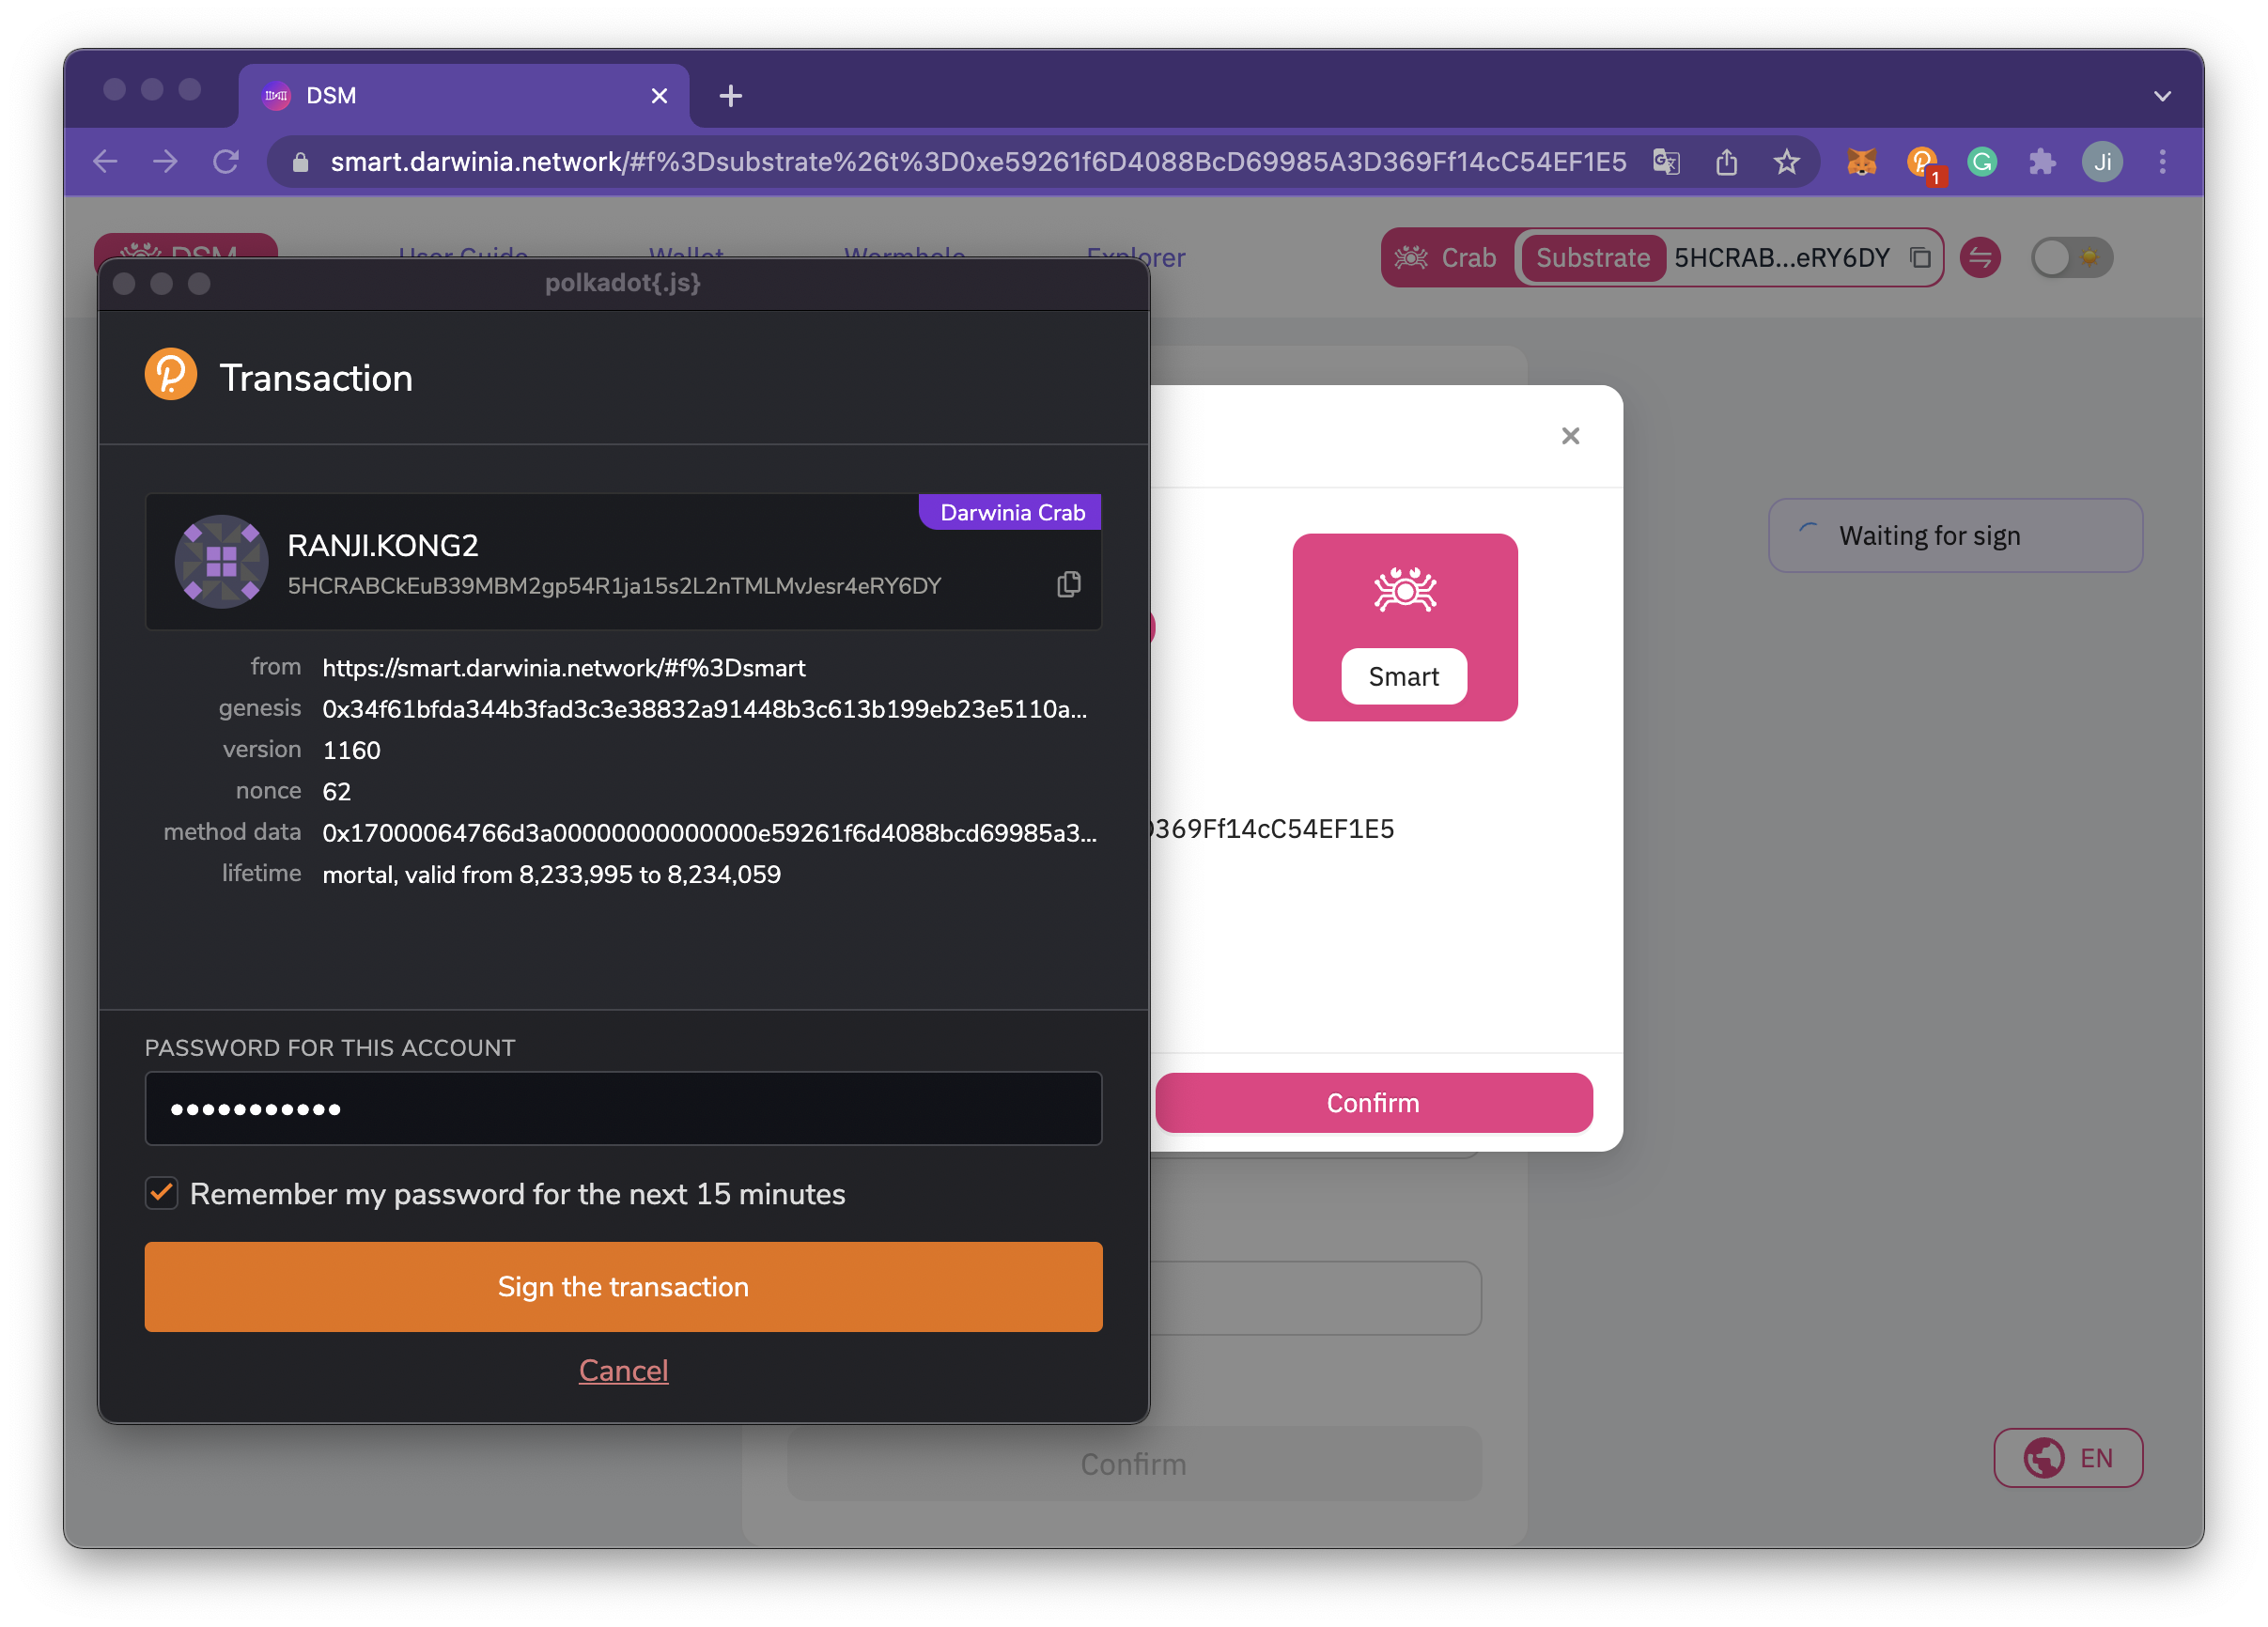 DSM
smart.darwinia.network/#f%3Dsubstrate%26t%3D0xe59261f6D4088BcD69985A3D369Ff14cC54EF1E5
1
Ji
DSM
User Guide
Wallet
Wormhole
Explorer
Crab
Substrate
5HCRAB...eRY6DY
polkadot{.js}
Transaction
Darwinia Crab
RANJI.KONG2
5HCRABCkEuB39MBM2gp54R1ja15s2L2nTMLMvJesr4eRY6DY
from https://smart.darwinia.network/#f%3Dsmart
genesis 0x34f61bfda344b3fad3c3e38832a91448b3c613b199eb23e5110a...
version 1160
nonce 62
method data 0x17000064766d3a00000000000000e59261f6d4088bcd69985a3...
lifetime mortal, valid from 8,233,995 to 8,234,059
PASSWORD FOR THIS ACCOUNT
Remember my password for the next 15 minutes
Sign the transaction
Cancel
Smart
369Ff14cC54EF1E5
Confirm
Waiting for sign
Confirm
EN